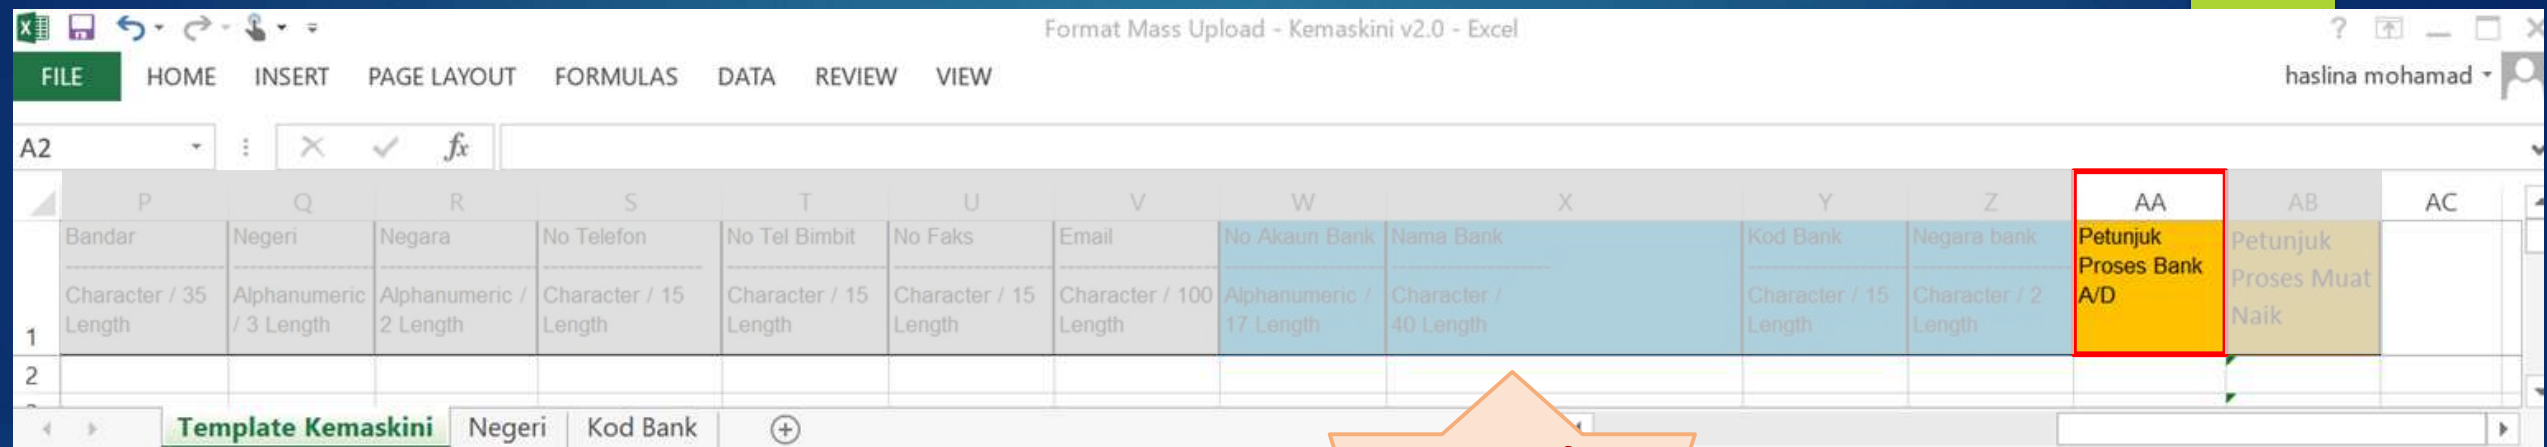 Format Mass Upload - Kemaskini v2.0 - Excel
?
FILE HOME INSERT PAGE LAYOUT FORMULAS DATA REVIEW VIEW
haslina mohamad
A2
fx
P Q R S T U V W X Y Z AA AB AC
1
Bandar
Character / 35
Length
Negeri
Alphanumeric
/ 3 Length
Negara
Alphanumeric /
2 Length
No Telefon
Character / 15
Length
No Tel Bimbit
Character / 15
Length
No Faks
Character / 15
Length
Email
Character / 100
Length
No Akaun Bank
Alphanumeric /
17 Length
Nama Bank
Character /
40 Length
Kod Bank
Character / 15
Length
Negara bank
Character / 2
Length
Petunjuk
Proses Bank
A/D
Petunjuk
Proses Muat
Naik
2
Template Kemaskini Negeri Kod Bank